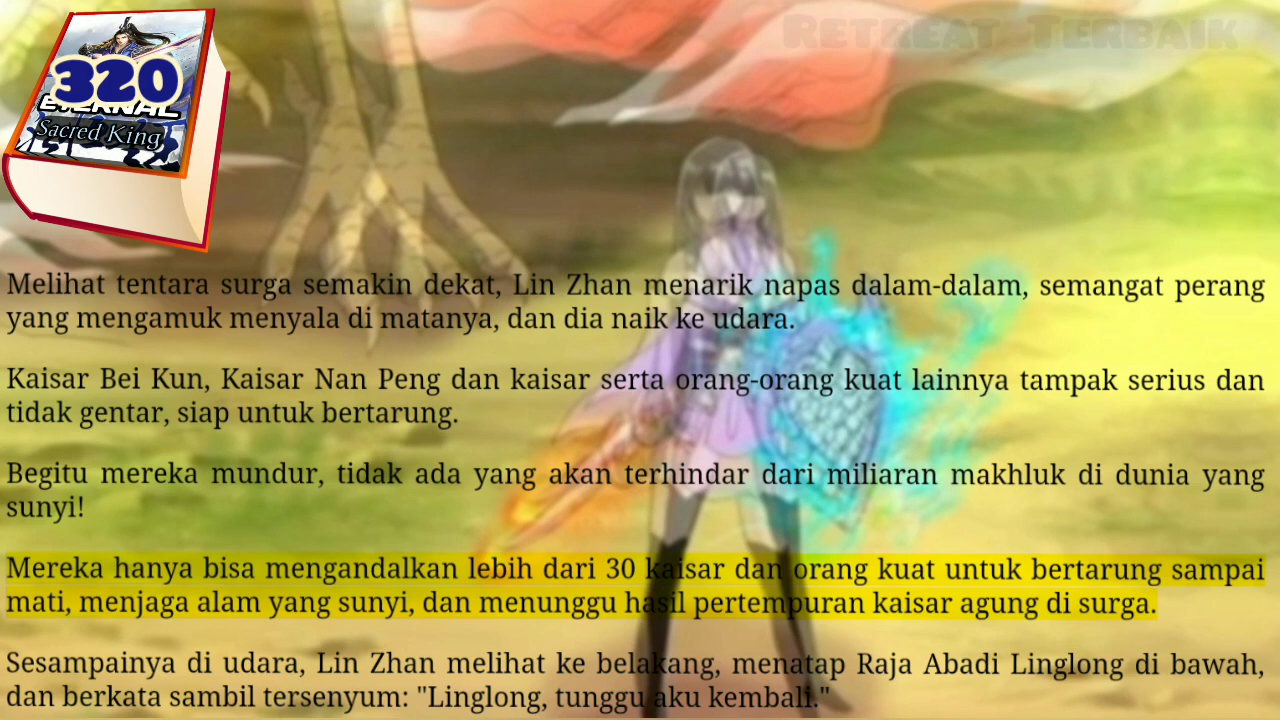 RETREAT TERBAIK
320
ETERNAL
Sacred King
Melihat tentara surga semakin dekat, Lin Zhan menarik napas dalam-dalam, semangat perang
yang mengamuk menyala di matanya, dan dia naik ke udara.
Kaisar Bei Kun, Kaisar Nan Peng dan kaisar serta orang-orang kuat lainnya tampak serius dan
tidak gentar, siap untuk bertarung.
Begitu mereka mundur, tidak ada yang akan terhindar dari miliaran makhluk di dunia yang
sunyi!
Mereka hanya bisa mengandalkan lebih dari 30 kaisar dan orang kuat untuk bertarung sampai
mati, menjaga alam yang sunyi, dan menunggu hasil pertempuran kaisar agung di surga.
Sesampainya di udara, Lin Zhan melihat ke belakang, menatap Raja Abadi Linglong di bawah,
dan berkata sambil tersenyum: "Linglong, tunggu aku kembali."